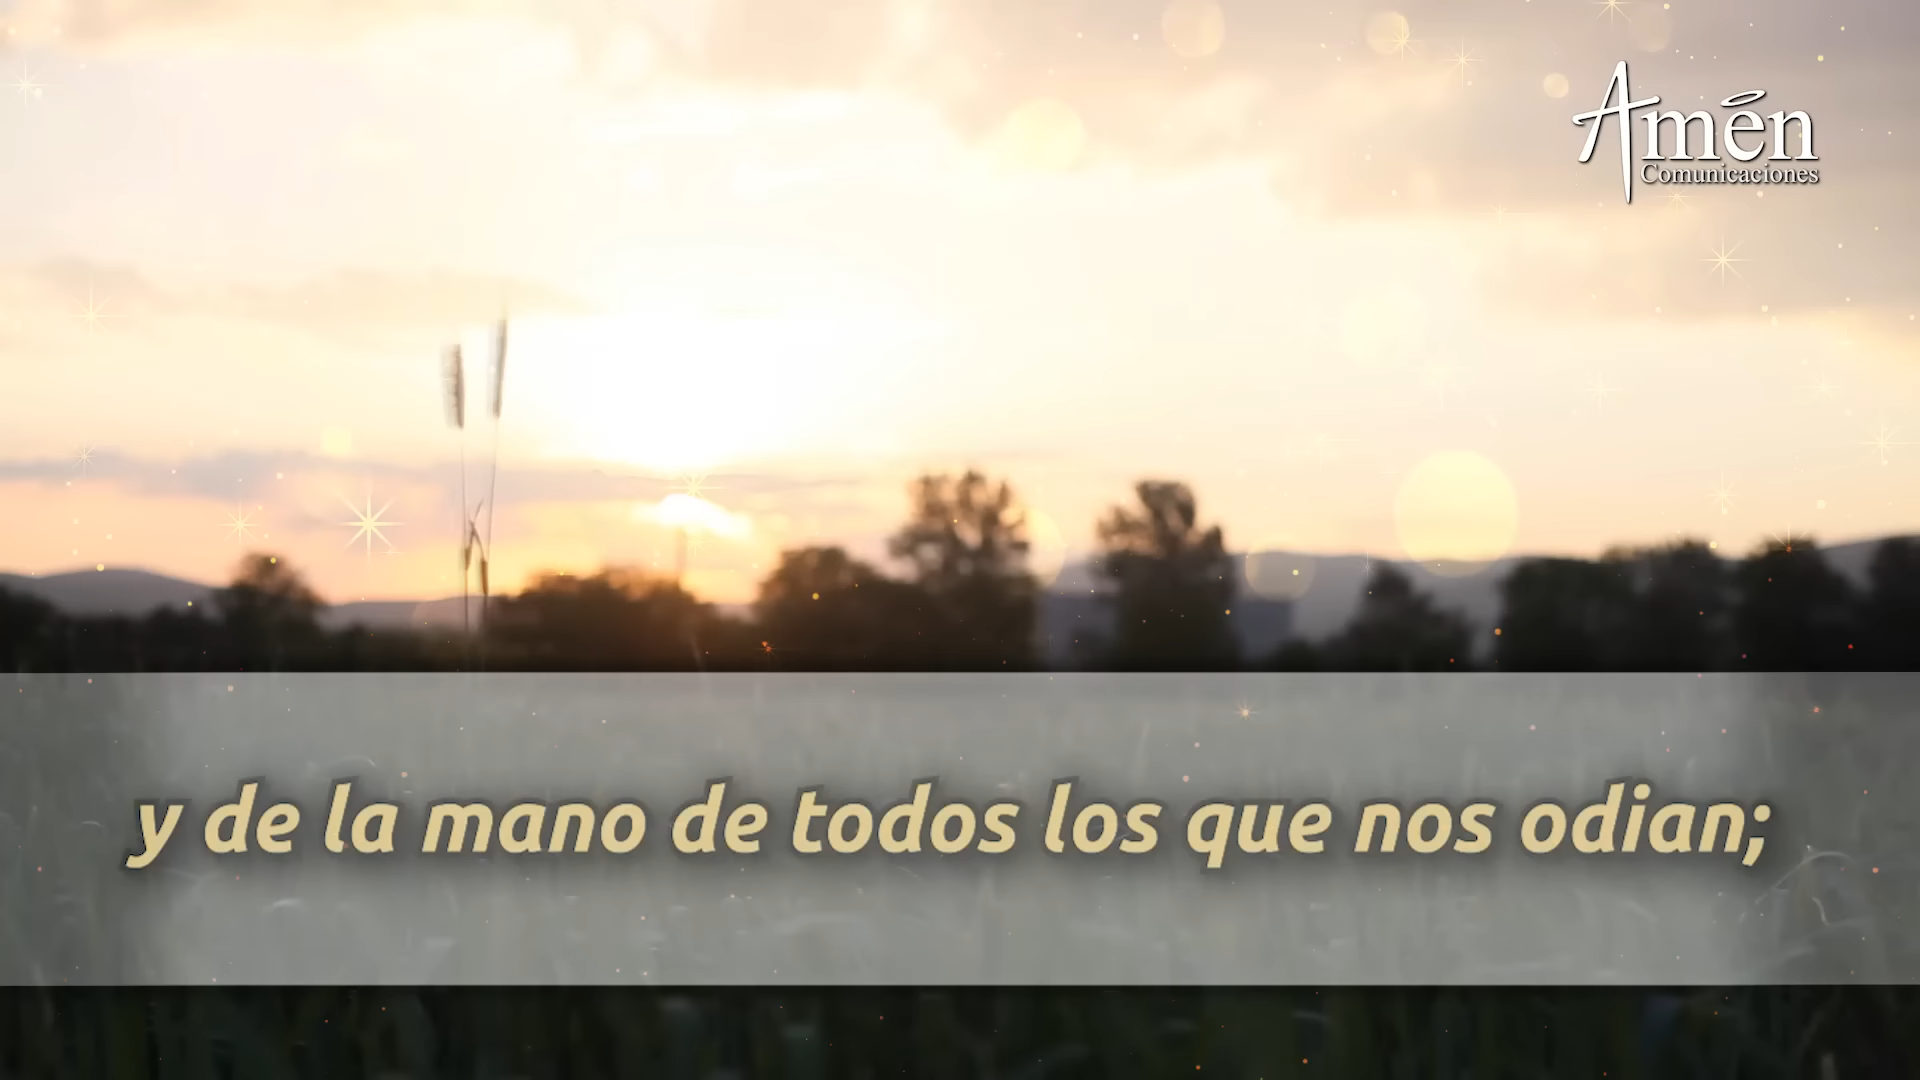 Amén
Comunicaciones
y de la mano de todos los que nos odian;